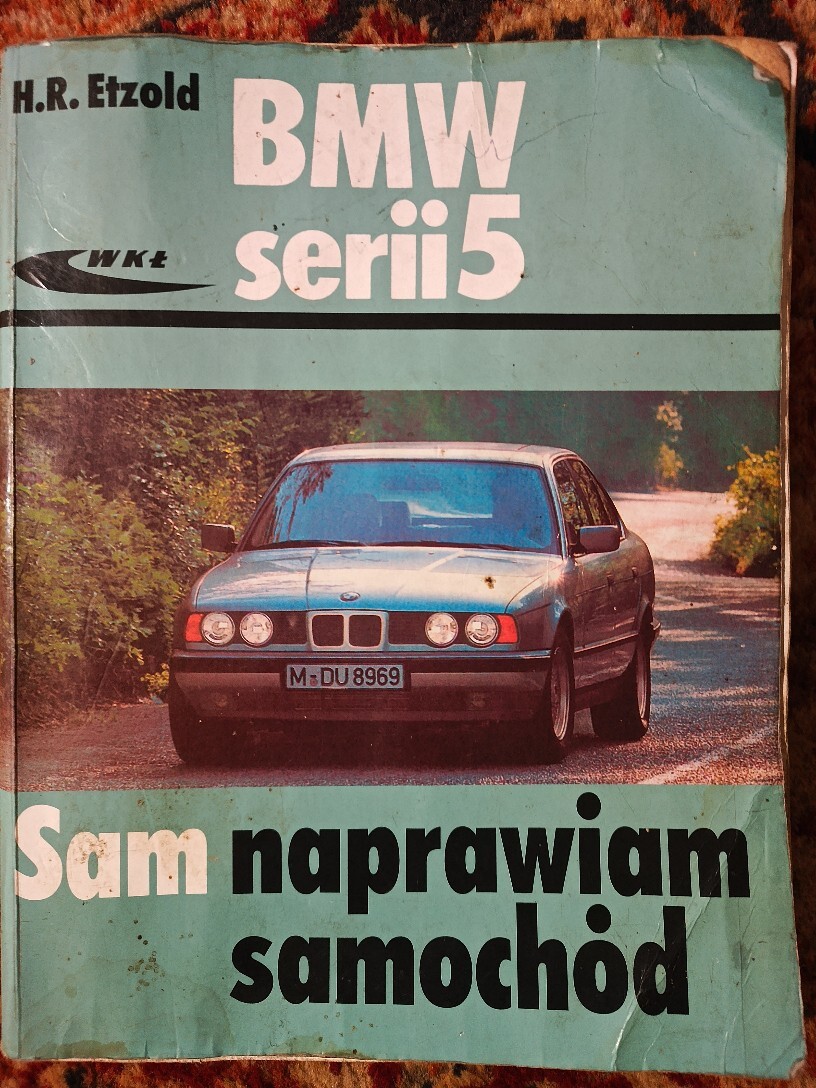 H.R. Etzold
BMW
serii 5
WKŁ
M-DU 8969
Sam naprawiam
samochód